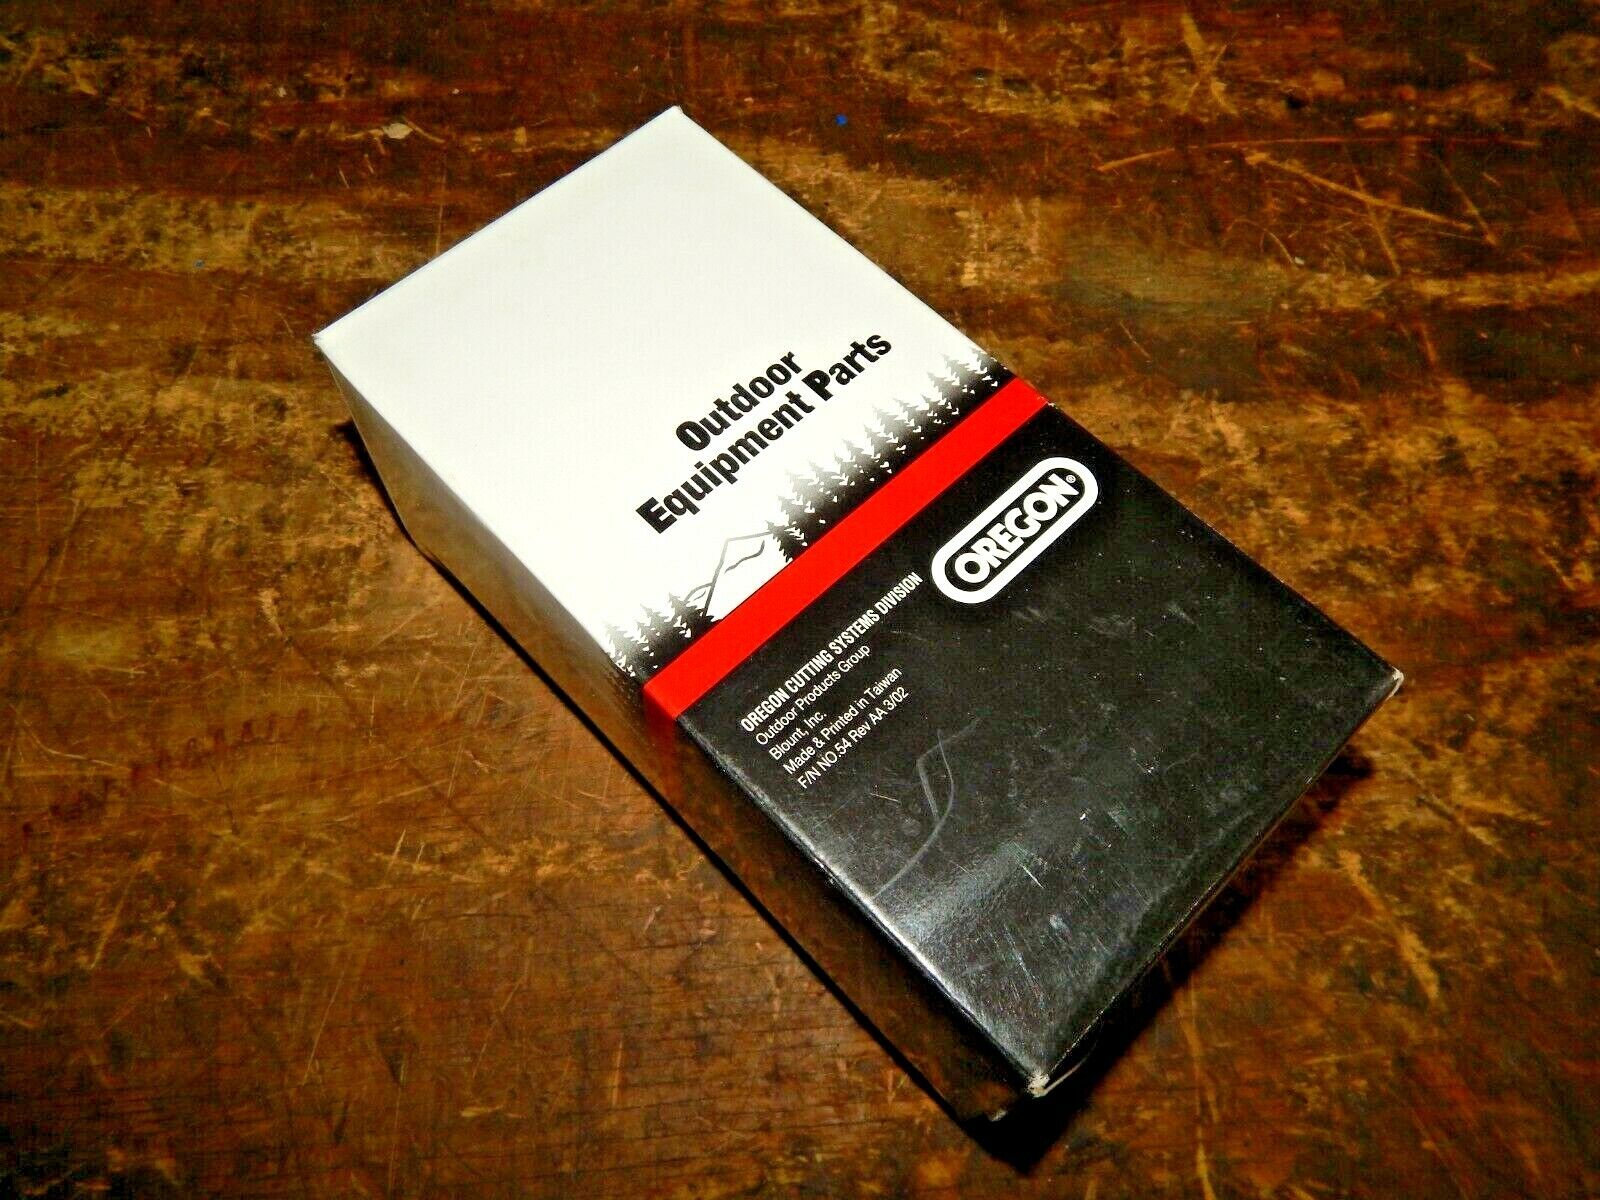 Outdoor
Equipment Parts
OREGON®
OREGON CUTTING SYSTEMS DIVISION
Outdoor Products Group
Blount, Inc.
Made & Printed in Taiwan
F/N NO.54 Rev AA 3/02